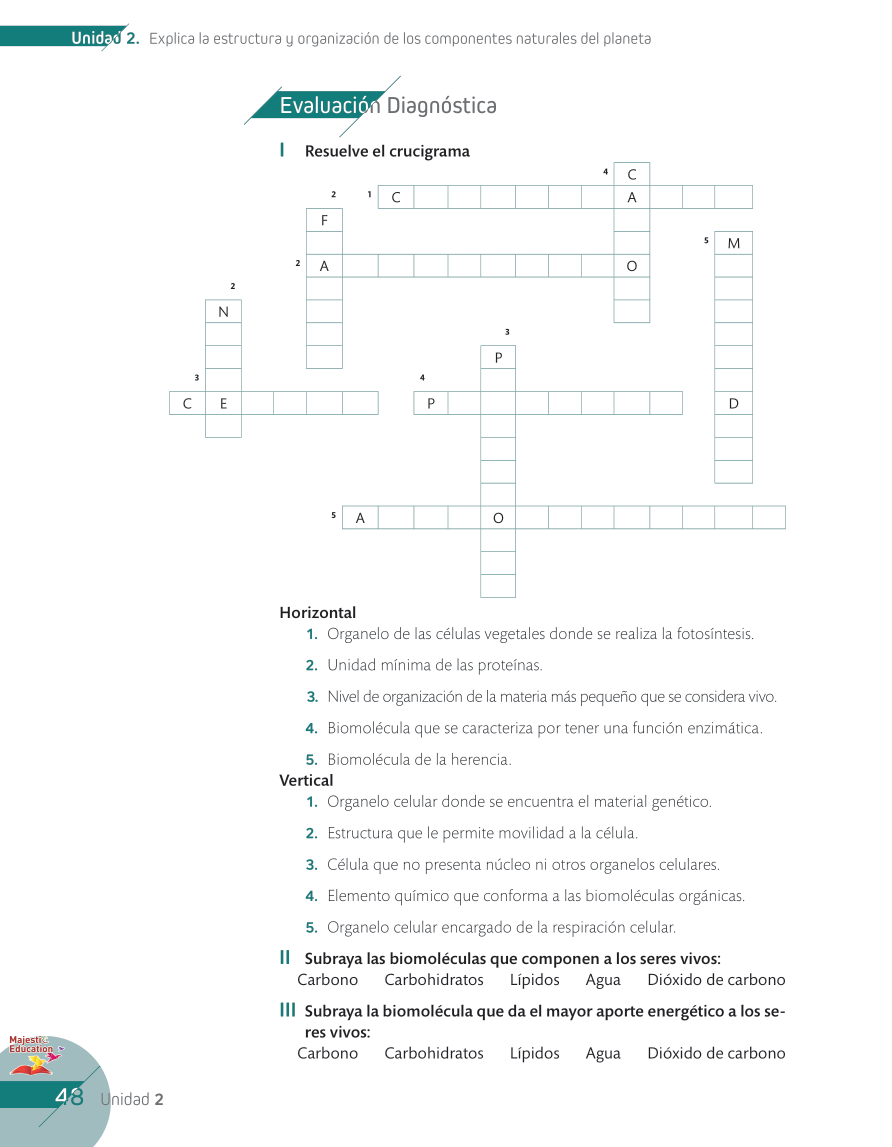 Unidad 2. Explica la estructura y organización de los componentes naturales del planeta
Evaluación Diagnóstica
I Resuelve el crucigrama
4 C
2 1 C A
F
5 M
2 A O
2
N
3
P
3 4
C E P D
5 A O
Horizontal
1. Organelo de las células vegetales donde se realiza la fotosíntesis.
2. Unidad mínima de las proteínas.
3. Nivel de organización de la materia más pequeño que se considera vivo.
4. Biomolécula que se caracteriza por tener una función enzimática.
5. Biomolécula de la herencia.
Vertical
1. Organelo celular donde se encuentra el material genético.
2. Estructura que le permite movilidad a la célula.
3. Célula que no presenta núcleo ni otros organelos celulares.
4. Elemento químico que conforma a las biomoléculas orgánicas.
5. Organelo celular encargado de la respiración celular.
II Subraya las biomoléculas que componen a los seres vivos:
Carbono Carbohidratos Lípidos Agua Dióxido de carbono
III Subraya la biomolécula que da el mayor aporte energético a los se-
res vivos:
Carbono Carbohidratos Lípidos Agua Dióxido de carbono
Majestic
Education
48 Unidad 2